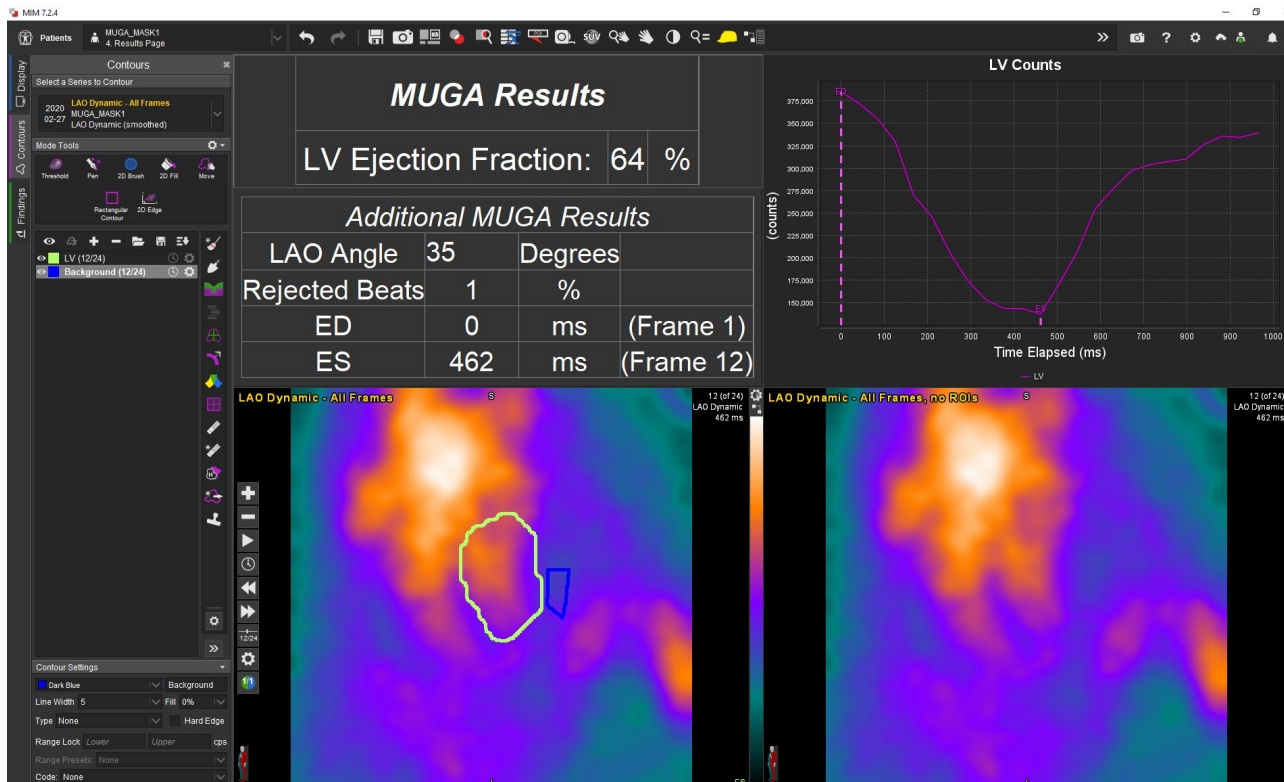 MIM 7.2.4
Patients
MUGA_MASK1
4. Results Page
Display
Contours
Findings
Contours
Select a Series to Contour
2020
02-27
LAO Dynamic - All Frames
MUGA_MASK1
LAO Dynamic (smoothed)
Mode Tools
Threshold Pen 2D Brush 2D Fill Move
Rectangular Contour 2D Edge
LV (12/24)
Background (12/24)
Contour Settings
Dark Blue Background
Line Width 5 Fill 0%
Type None Hard Edge
Range Lock Lower Upper cps
Range Presets: None
Code: None
MUGA Results
LV Ejection Fraction: 64 %
Additional MUGA Results
LAO Angle 35 Degrees
Rejected Beats 1 %
ED 0 ms (Frame 1)
ES 462 ms (Frame 12)
LV Counts
375,000
350,000
325,000
300,000
275,000
250,000
225,000
200,000
175,000
150,000
(counts)
ED
ES
0 100 200 300 400 500 600 700 800 900 1000
Time Elapsed (ms)
LV
LAO Dynamic - All Frames
S
12 (of 24)
LAO Dynamic
462 ms
12/24
1/1
ES
LAO Dynamic - All Frames, no ROIs
S
12 (of 24)
LAO Dynamic
462 ms